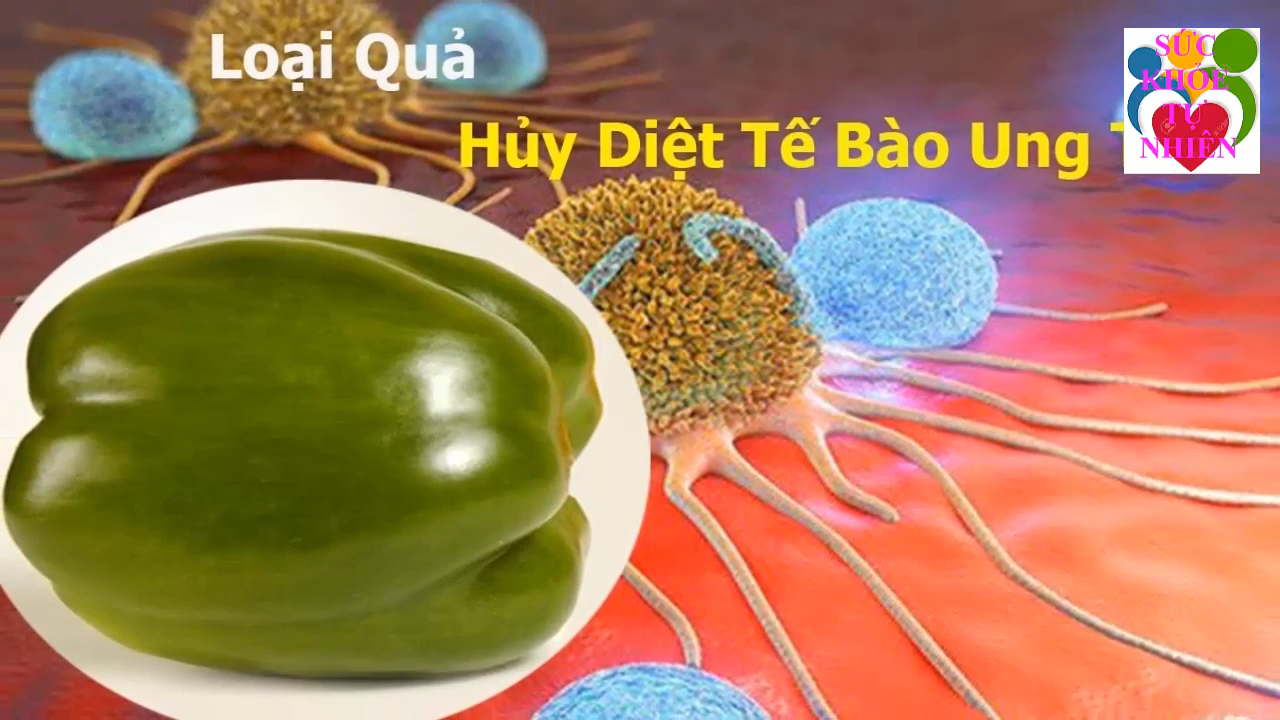 Loại Quả
Hủy Diệt Tế Bào Ung
SỨC
KHỎE
TỰ
NHIÊN